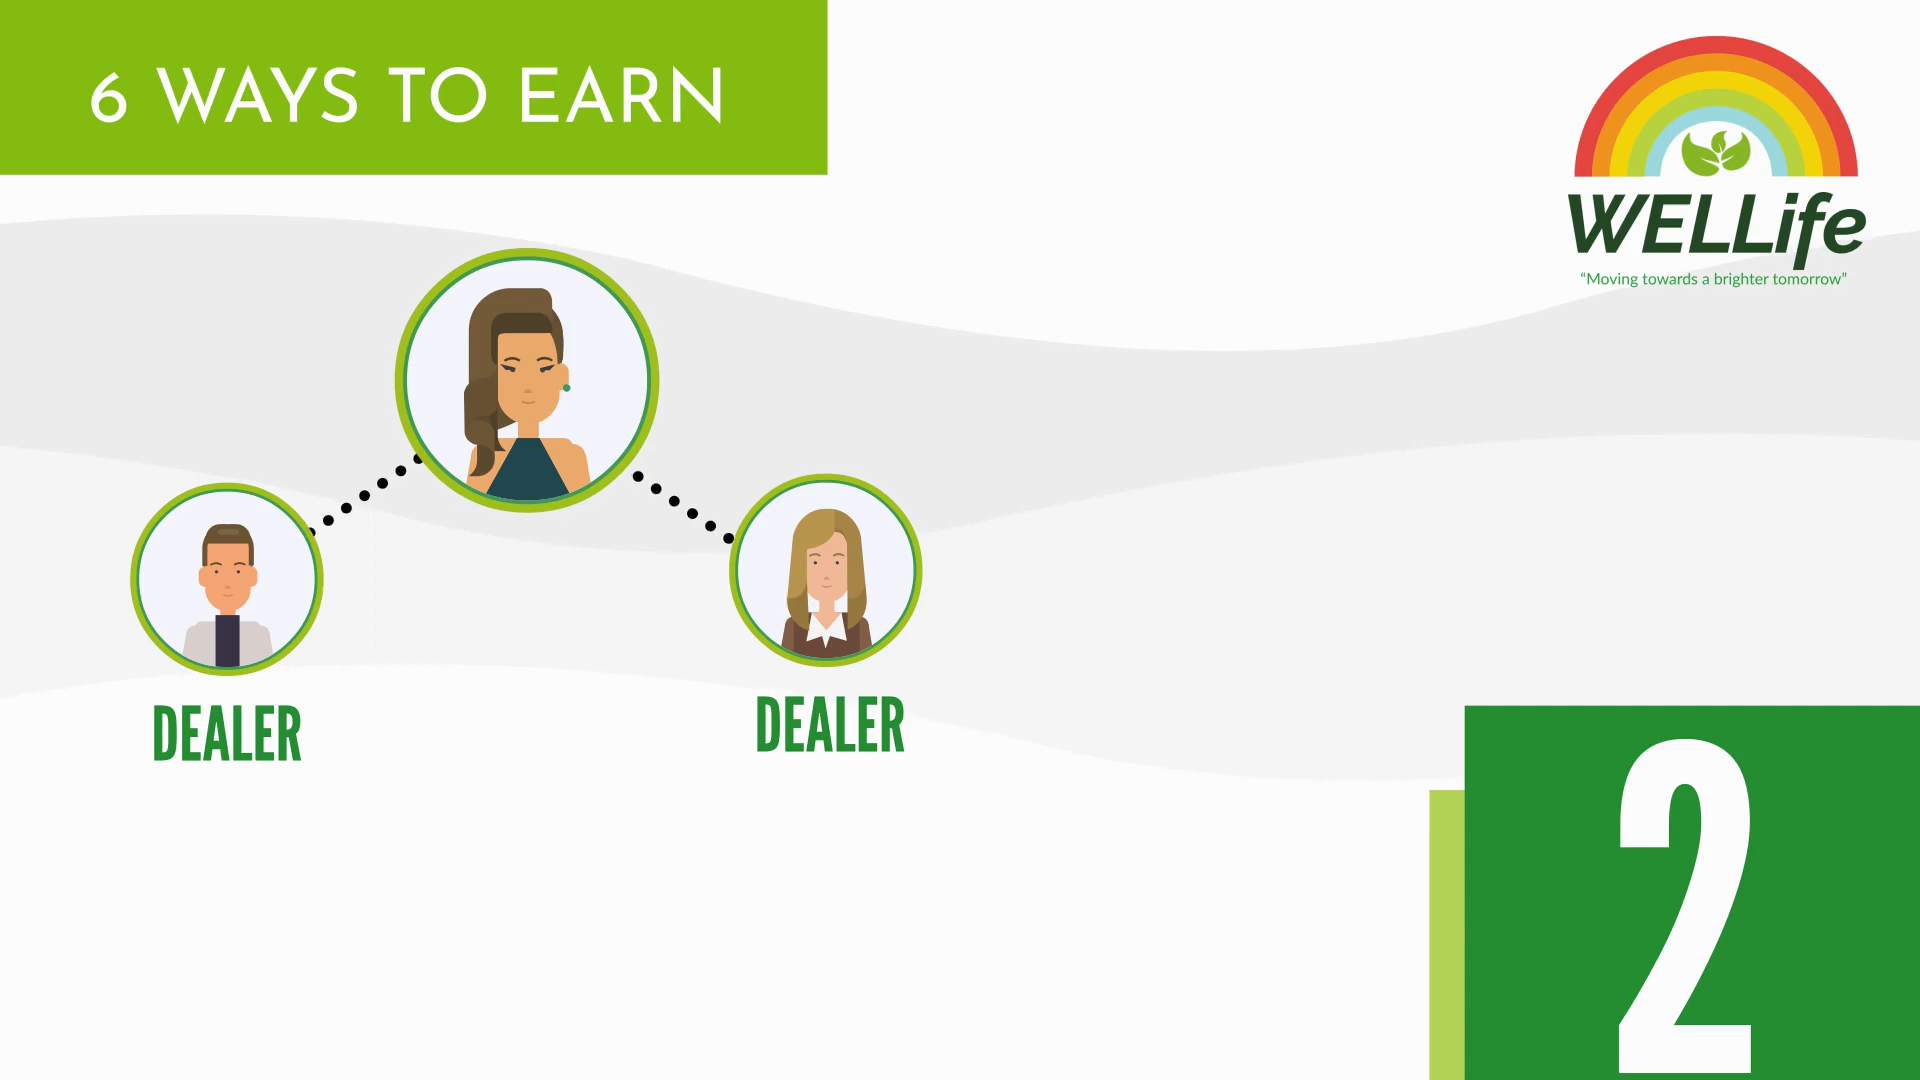 6 WAYS TO EARN
WELLife
“Moving towards a brighter tomorrow”
DEALER
DEALER
2